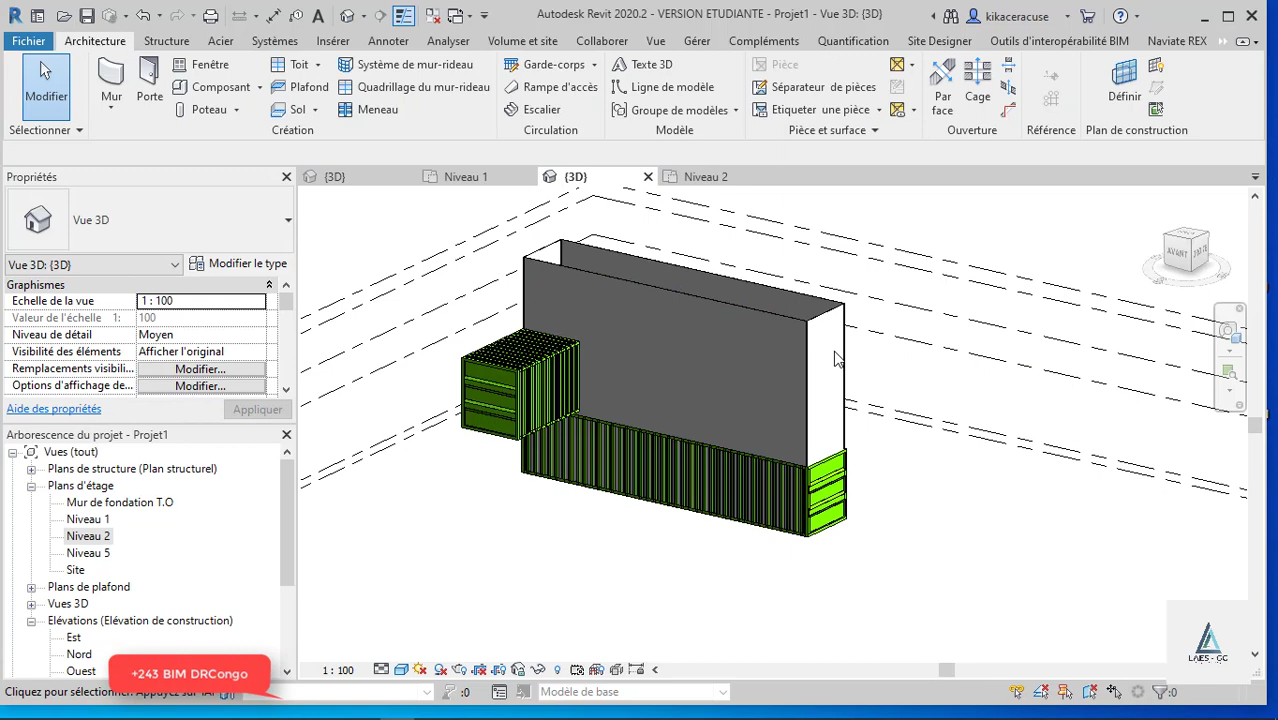 Autodesk Revit 2020.2 - VERSION ETUDIANTE - Projet1 - Vue 3D: {3D}
kikaceracuse
Fichier Architecture Structure Acier Systèmes Insérer Annoter Analyser Volume et site Collaborer Vue Gérer Compléments Quantification Site Designer Outils d'interopérabilité BIM Naviate REX
Modifier
Mur
Porte
Fenêtre
Composant
Poteau
Toit
Plafond
Sol
Système de mur-rideau
Quadrillage du mur-rideau
Meneau
Garde-corps
Rampe d'accès
Escalier
Texte 3D
Ligne de modèle
Groupe de modèles
Pièce
Séparateur de pièces
Etiqueter une pièce
Par
face
Cage
Définir
Sélectionner Création Circulation Modèle Pièce et surface Ouverture Référence Plan de construction
Propriétés
{3D} Niveau 1 {3D} Niveau 2
Vue 3D
Vue 3D: {3D} Modifier le type
Graphismes
Echelle de la vue 1 : 100
Valeur de l'échelle 1: 100
Niveau de détail Moyen
Visibilité des éléments Afficher l'original
Remplacements visibili... Modifier...
Options d'affichage de... Modifier...
Aide des propriétés Appliquer
AVANT
Arborescence du projet - Projet1
Vues (tout)
Plans de structure (Plan structurel)
Plans d'étage
Mur de fondation T.O
Niveau 1
Niveau 2
Niveau 5
Site
Plans de plafond
Vues 3D
Elévations (Elévation de construction)
Est
Nord
Ouest
+243 BIM DRCongo
LAES - GC
1 : 100
Cliquez pour sélectionner.
:0
Modèle de base
:0